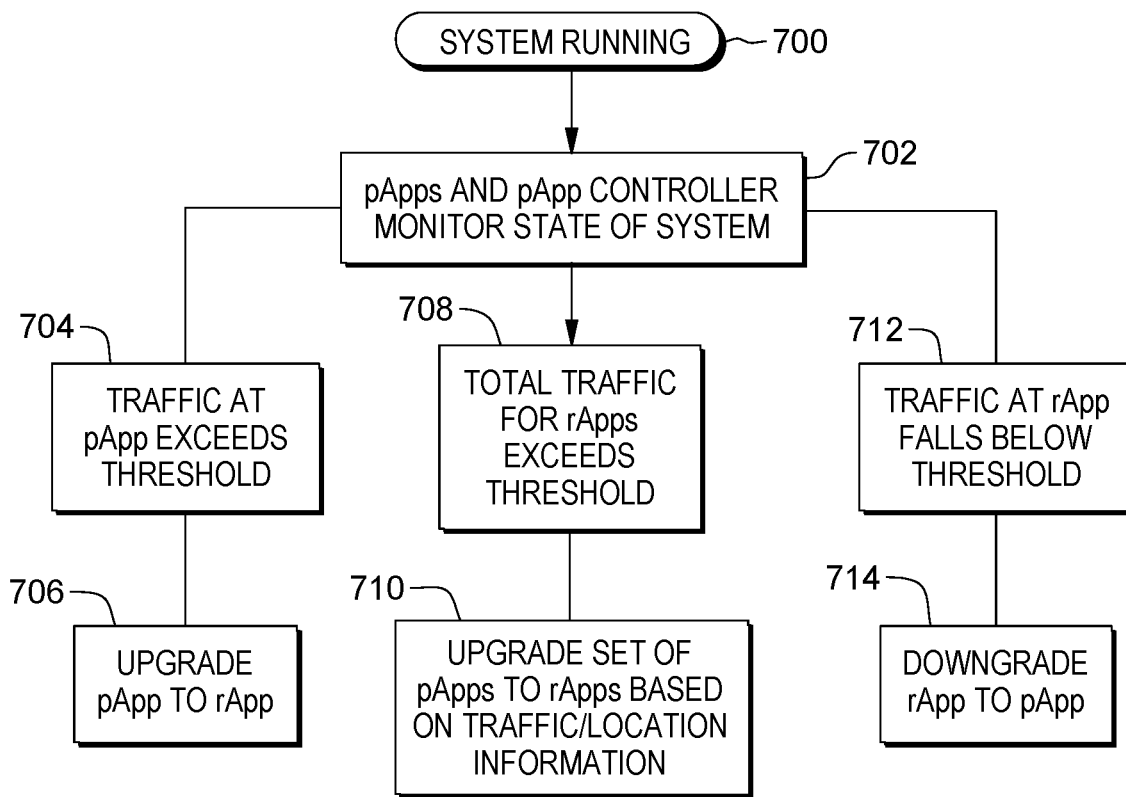 SYSTEM RUNNING
700
702
pApps AND pApp CONTROLLER
MONITOR STATE OF SYSTEM
704
TRAFFIC AT
pApp EXCEEDS
THRESHOLD
708
TOTAL TRAFFIC
FOR rApps
EXCEEDS
THRESHOLD
712
TRAFFIC AT rApp
FALLS BELOW
THRESHOLD
706
UPGRADE
pApp TO rApp
710
UPGRADE SET OF
pApps TO rApps BASED
ON TRAFFIC/LOCATION
INFORMATION
714
DOWNGRADE
rApp TO pApp